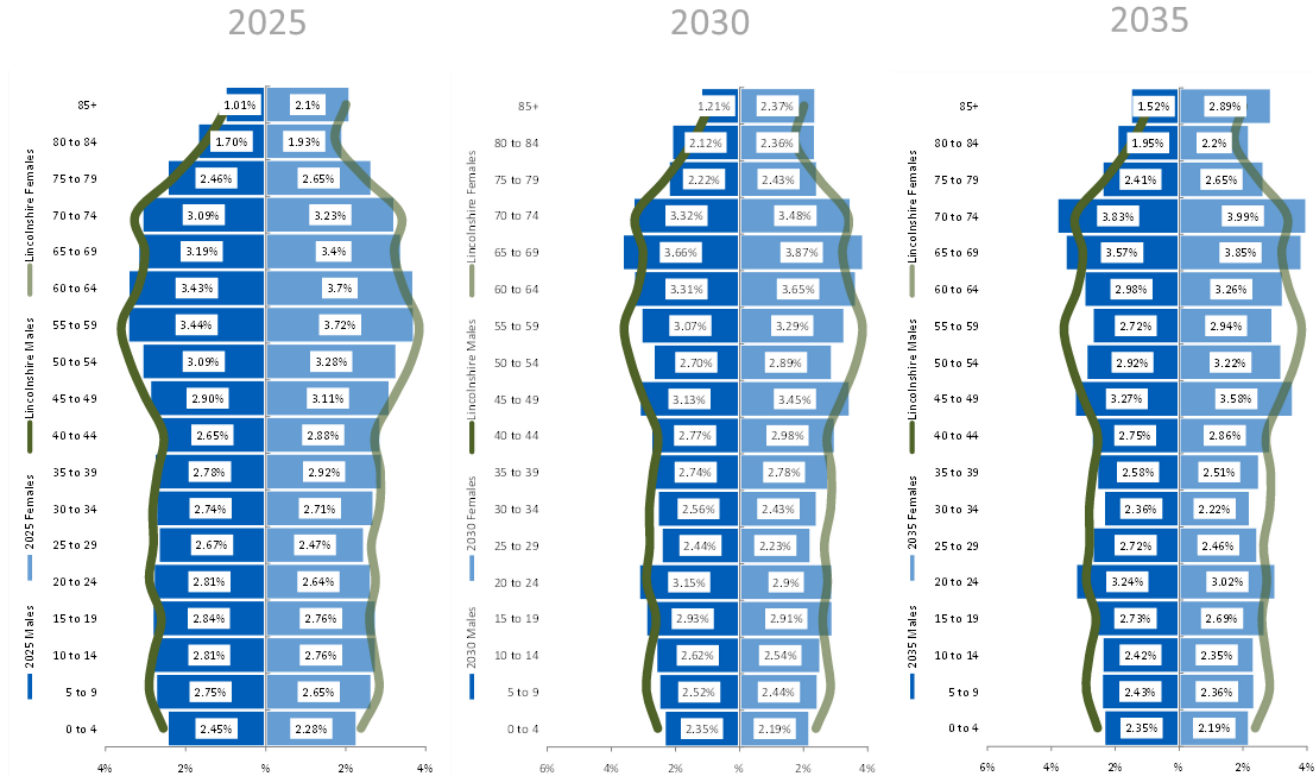 2025
2030
2035
85+ 1.01% 2.1%
80 to 84 1.70% 1.93%
75 to 79 2.46% 2.65%
70 to 74 3.09% 3.23%
65 to 69 3.19% 3.4%
60 to 64 3.43% 3.7%
55 to 59 3.44% 3.72%
50 to 54 3.09% 3.28%
45 to 49 2.90% 3.11%
40 to 44 2.65% 2.88%
35 to 39 2.78% 2.92%
30 to 34 2.74% 2.71%
25 to 29 2.67% 2.47%
20 to 24 2.81% 2.64%
15 to 19 2.84% 2.76%
10 to 14 2.81% 2.76%
5 to 9 2.75% 2.65%
0 to 4 2.45% 2.28%
4% 2% % 2% 4%
2025 Males
2025 Females
Lincolnshire Males
Lincolnshire Females
85+ 1.21% 2.37%
80 to 84 2.12% 2.36%
75 to 79 2.22% 2.43%
70 to 74 3.32% 3.48%
65 to 69 3.66% 3.87%
60 to 64 3.31% 3.65%
55 to 59 3.07% 3.29%
50 to 54 2.70% 2.89%
45 to 49 3.13% 3.45%
40 to 44 2.77% 2.98%
35 to 39 2.74% 2.78%
30 to 34 2.56% 2.43%
25 to 29 2.44% 2.23%
20 to 24 3.15% 2.9%
15 to 19 2.93% 2.91%
10 to 14 2.62% 2.54%
5 to 9 2.52% 2.44%
0 to 4 2.35% 2.19%
6% 4% 2% % 2% 4%
2030 Males
2030 Females
Lincolnshire Males
Lincolnshire Females
85+ 1.52% 2.89%
80 to 84 1.95% 2.2%
75 to 79 2.41% 2.65%
70 to 74 3.83% 3.99%
65 to 69 3.57% 3.85%
60 to 64 2.98% 3.26%
55 to 59 2.72% 2.94%
50 to 54 2.92% 3.22%
45 to 49 3.27% 3.58%
40 to 44 2.75% 2.86%
35 to 39 2.58% 2.51%
30 to 34 2.36% 2.22%
25 to 29 2.72% 2.46%
20 to 24 3.24% 3.02%
15 to 19 2.73% 2.69%
10 to 14 2.42% 2.35%
5 to 9 2.43% 2.36%
0 to 4 2.35% 2.19%
6% 4% 2% % 2% 4%
2035 Males
2035 Females
Lincolnshire Males
Lincolnshire Females